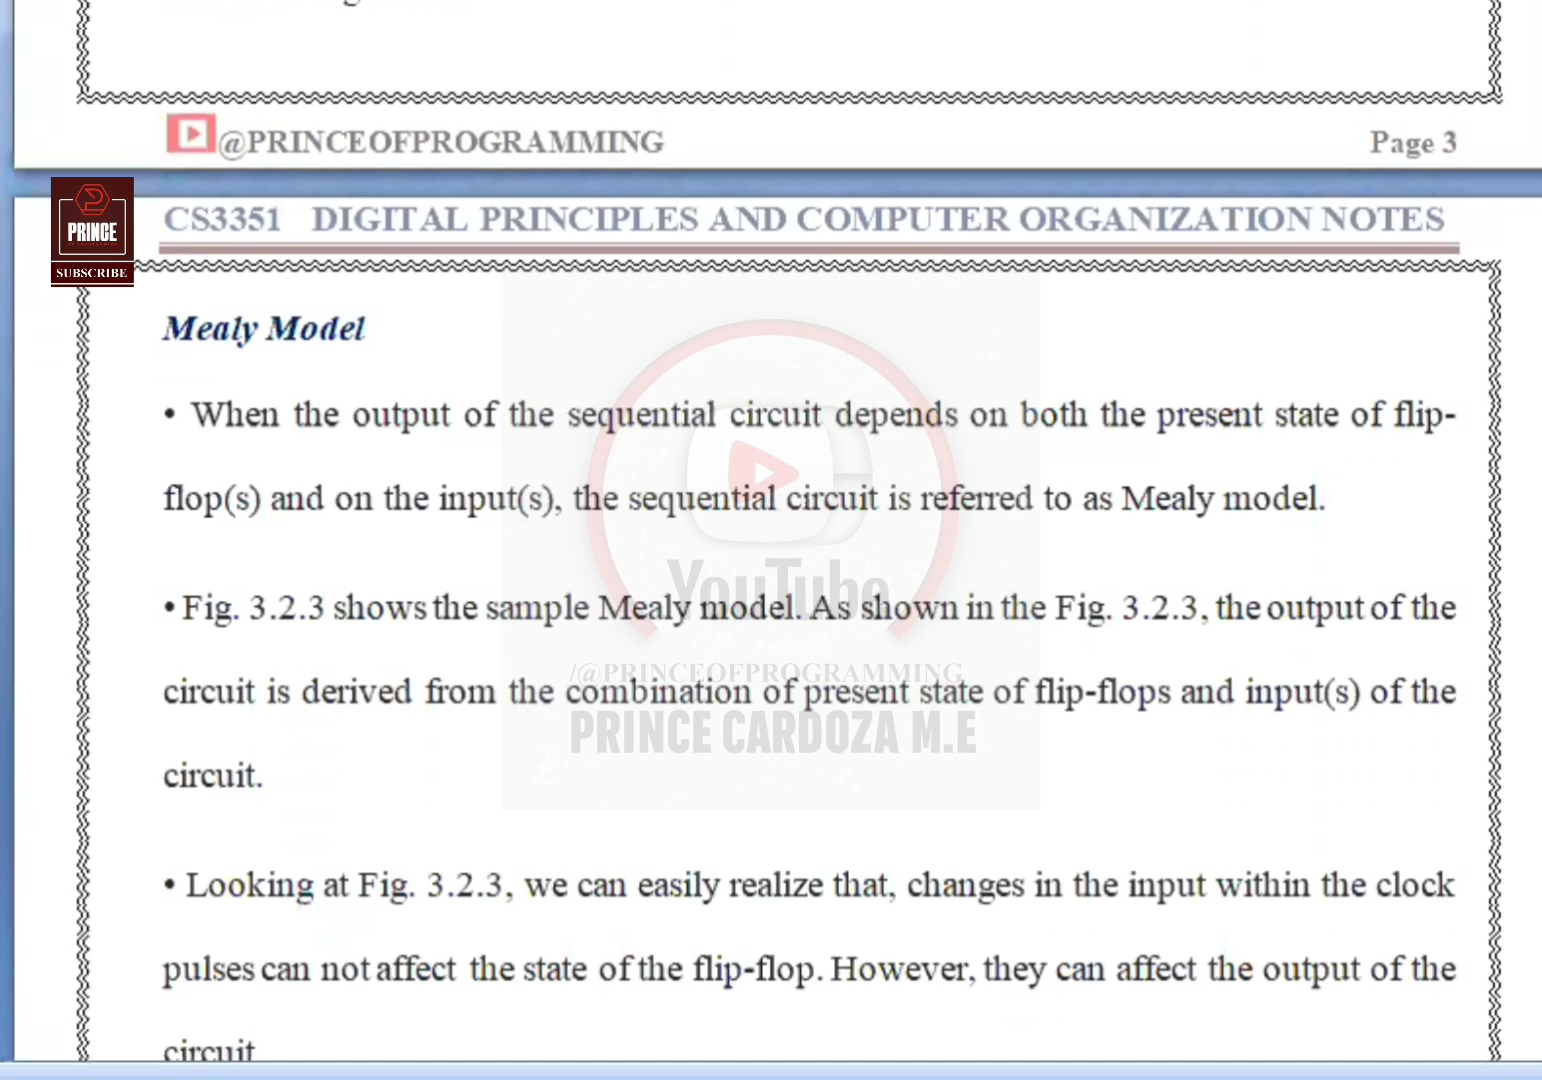 @PRINCEOFPROGRAMMING
Page 3
PRINCE
SUBSCRIBE
CS3351 DIGITAL PRINCIPLES AND COMPUTER ORGANIZATION NOTES
Mealy Model
• When the output of the sequential circuit depends on both the present state of flip-
flop(s) and on the input(s), the sequential circuit is referred to as Mealy model.
YouTube
• Fig. 3.2.3 shows the sample Mealy model. As shown in the Fig. 3.2.3, the output of the
/@PRINCEOFPROGRAMMING
circuit is derived from the combination of present state of flip-flops and input(s) of the
PRINCE CARDOZA M.E
circuit.
• Looking at Fig. 3.2.3, we can easily realize that, changes in the input within the clock
pulses can not affect the state of the flip-flop. However, they can affect the output of the
circuit